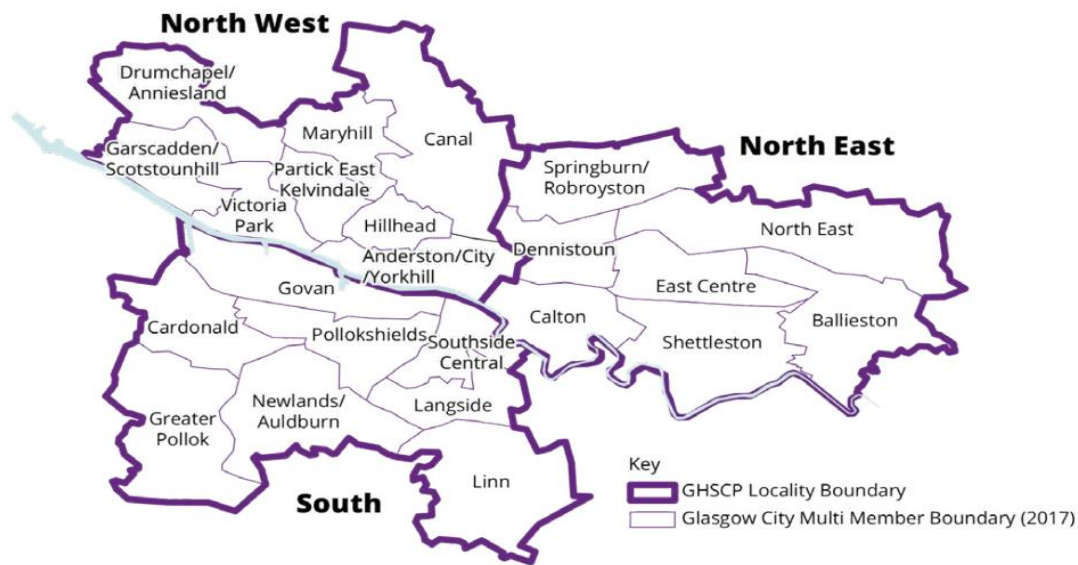 North West
Drumchapel/
Anniesland
Maryhill
Canal
Garscadden/
Scotstounhill
Partick East
Kelvindale
Victoria
Park
Hillhead
Anderston/City
/Yorkhill
North East
Springburn/
Robroyston
North East
Dennistoun
East Centre
Calton
Shettleston
Ballieston
Govan
Cardonald
Pollokshields
Southside
Central
Newlands/
Auldburn
Langside
Greater
Pollok
Linn
South
Key
GHSCP Locality Boundary
Glasgow City Multi Member Boundary (2017)